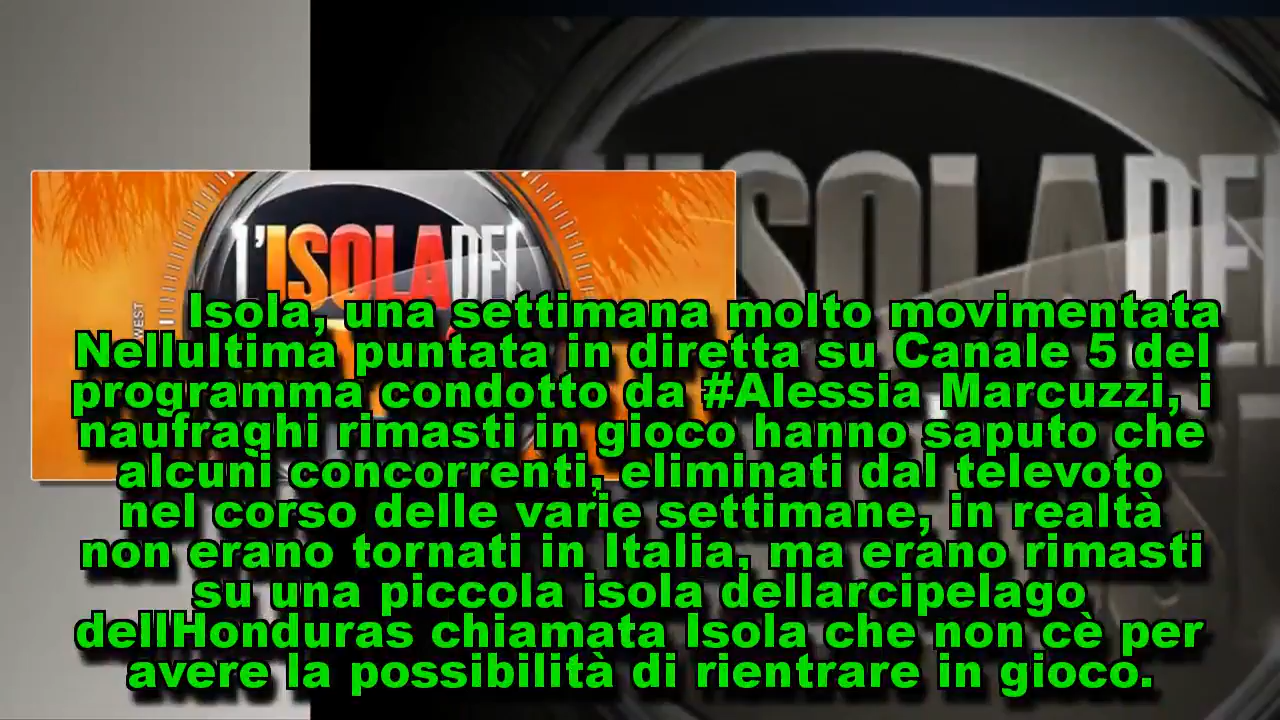 L'ISOLADEI
L'ISOLADEI
WEST
Isola, una settimana molto movimentata
Nellultima puntata in diretta su Canale 5 del
programma condotto da #Alessia Marcuzzi, i
naufraghi rimasti in gioco hanno saputo che
alcuni concorrenti, eliminati dal televoto
nel corso delle varie settimane, in realtà
non erano tornati in Italia, ma erano rimasti
su una piccola isola dellarcipelago
dellHonduras chiamata Isola che non cè per
avere la possibilità di rientrare in gioco.